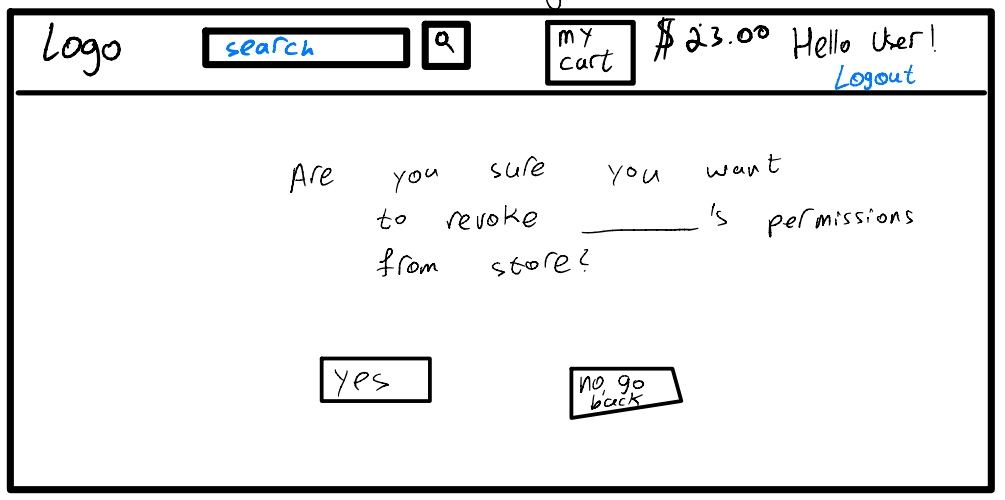 Logo
search
my
cart
$ 23.00
Hello User!
Logout
Are you sure you want
to revoke ______'s permissions
from store?
yes
no, go
back